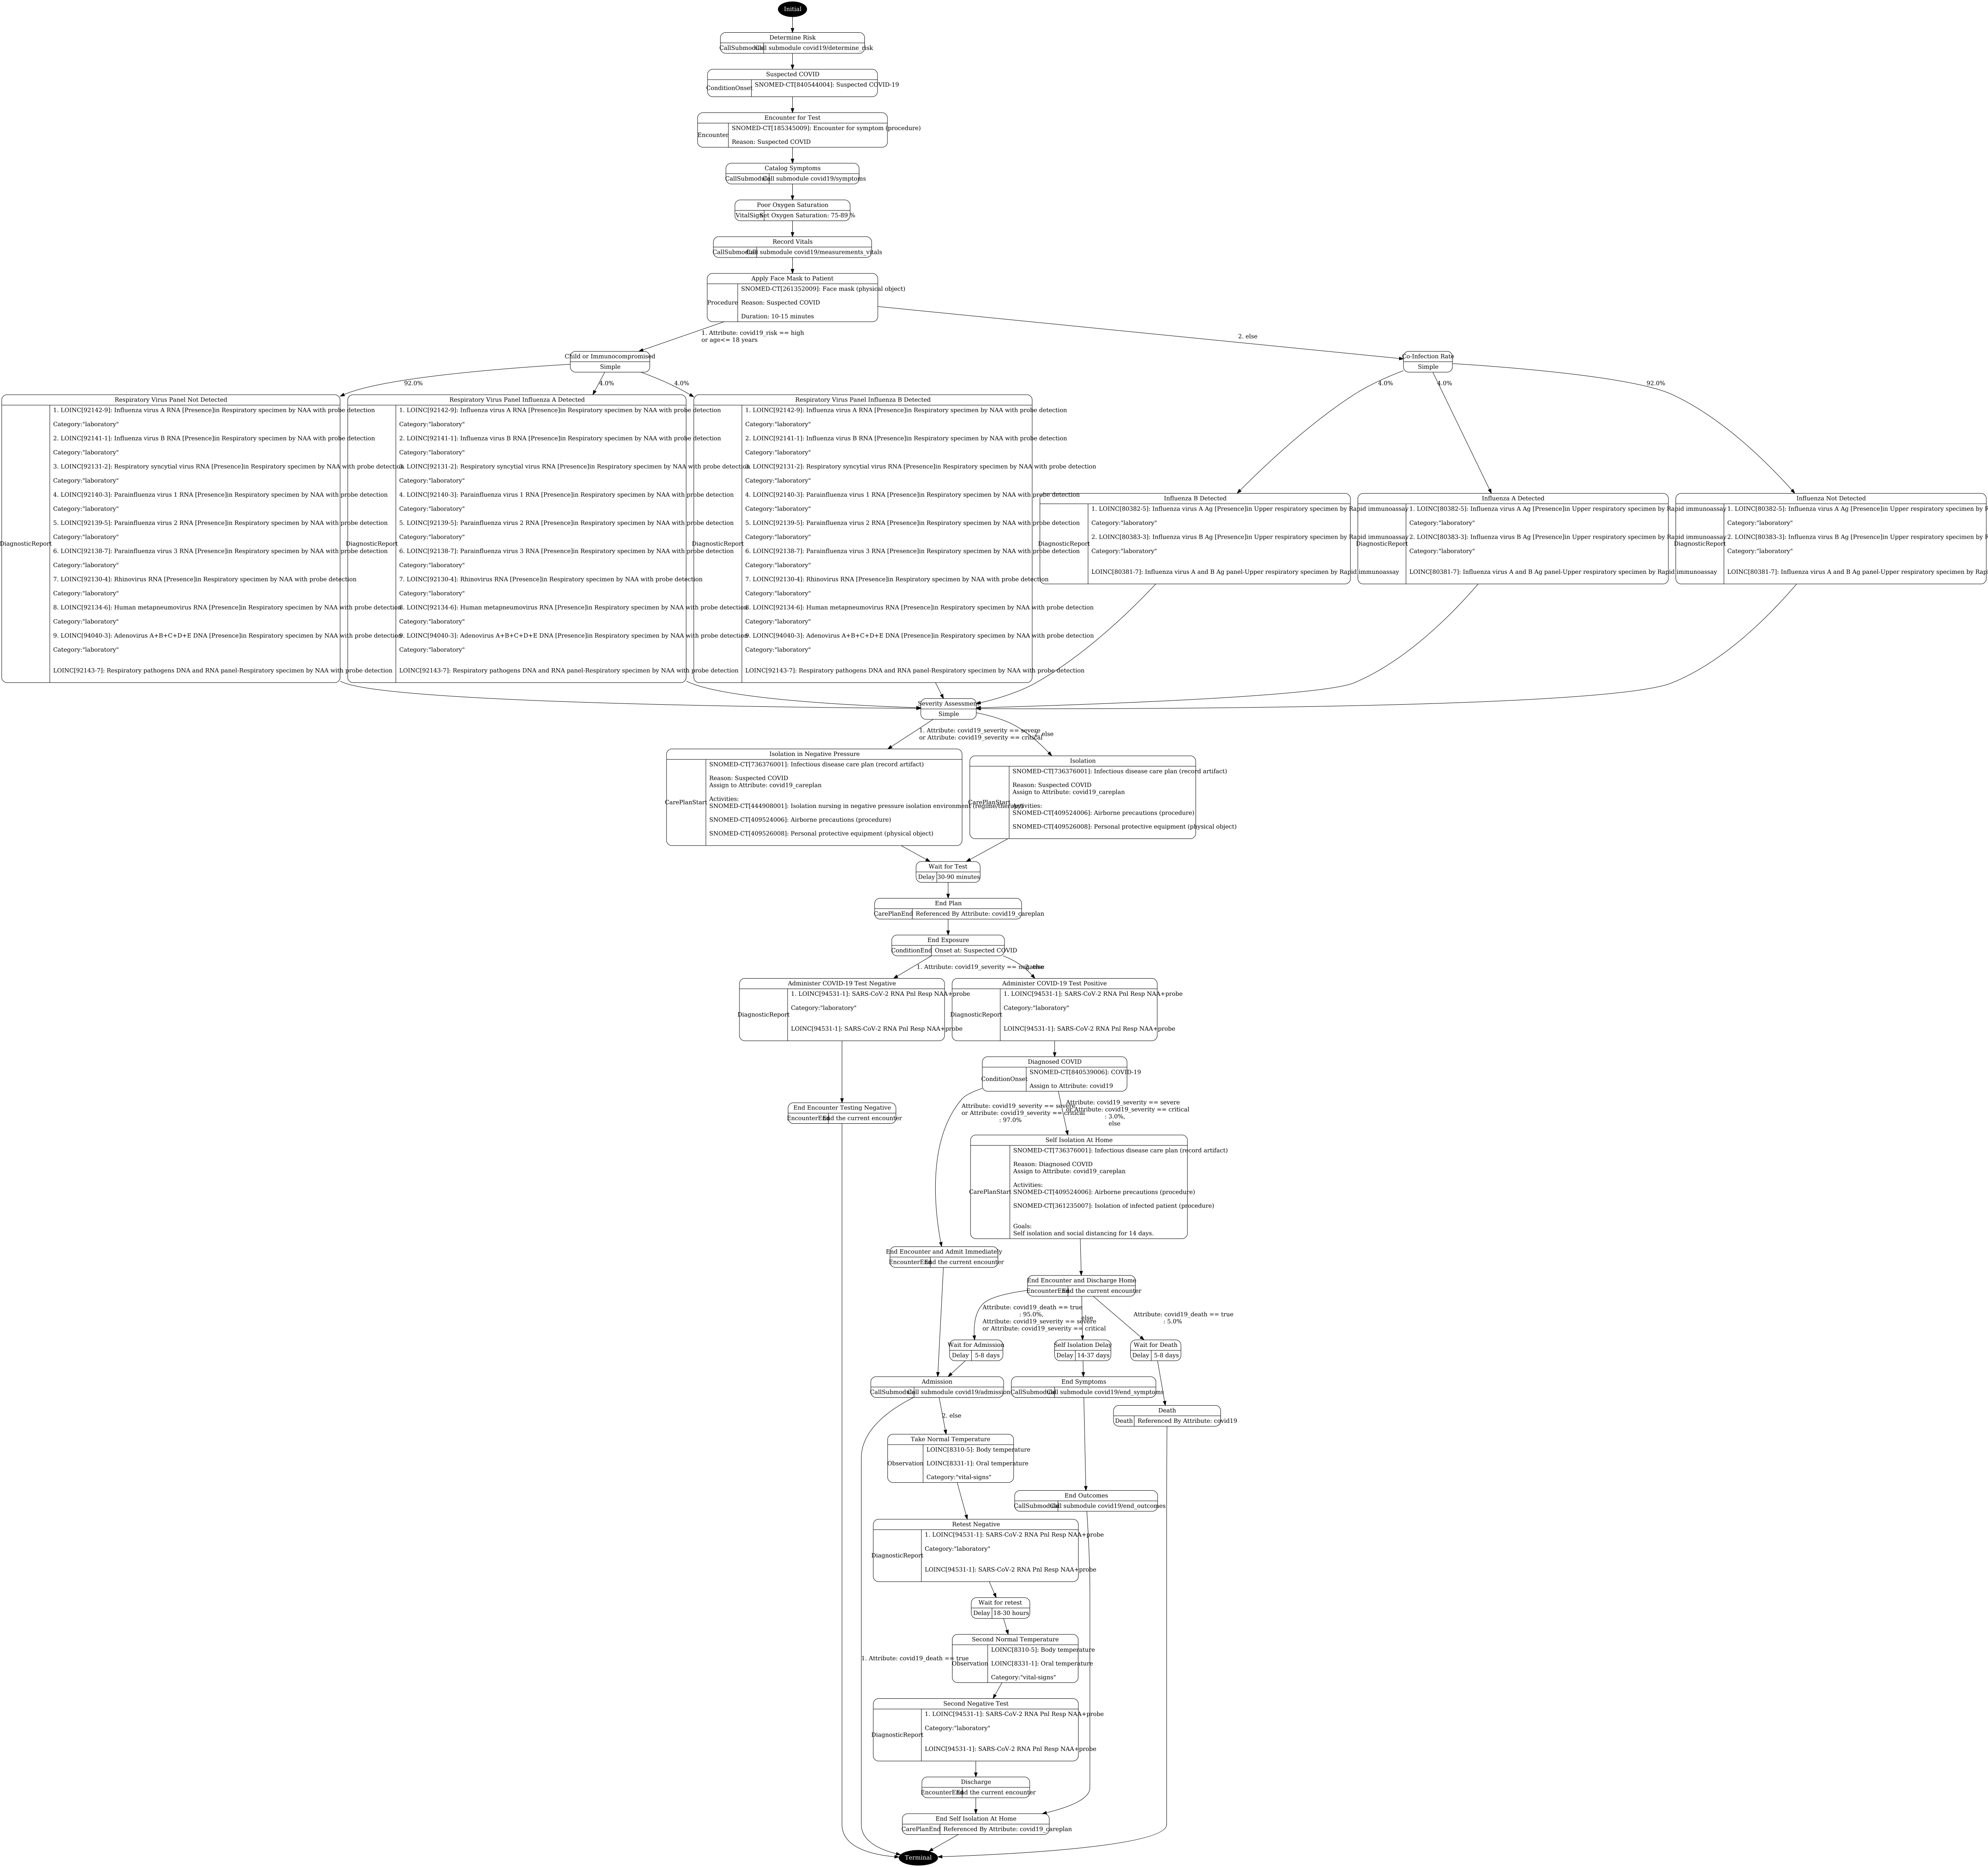 Initial
Determine Risk
CallSubmodule Call submodule covid19/determine_risk
Suspected COVID
ConditionOnset
SNOMED-CT[840544004]: Suspected COVID-19
Encounter for Test
Encounter
SNOMED-CT[185345009]: Encounter for symptom (procedure)
Reason: Suspected COVID
Catalog Symptoms
CallSubmodule Call submodule covid19/symptoms
Poor Oxygen Saturation
VitalSign Set Oxygen Saturation: 75-89 %
Record Vitals
CallSubmodule Call submodule covid19/measurements_vitals
Apply Face Mask to Patient
Procedure
SNOMED-CT[261352009]: Face mask (physical object)
Reason: Suspected COVID
Duration: 10-15 minutes
1. Attribute: covid19_risk == high
or age<= 18 years
2. else
Child or Immunocompromised
Simple
Co-Infection Rate
Simple
92.0%
4.0%
4.0%
4.0%
4.0%
92.0%
Respiratory Virus Panel Not Detected
DiagnosticReport
1. LOINC[92142-9]: Influenza virus A RNA [Presence]in Respiratory specimen by NAA with probe detection
Category:"laboratory"
2. LOINC[92141-1]: Influenza virus B RNA [Presence]in Respiratory specimen by NAA with probe detection
Category:"laboratory"
3. LOINC[92131-2]: Respiratory syncytial virus RNA [Presence]in Respiratory specimen by NAA with probe detection
Category:"laboratory"
4. LOINC[92140-3]: Parainfluenza virus 1 RNA [Presence]in Respiratory specimen by NAA with probe detection
Category:"laboratory"
5. LOINC[92139-5]: Parainfluenza virus 2 RNA [Presence]in Respiratory specimen by NAA with probe detection
Category:"laboratory"
6. LOINC[92138-7]: Parainfluenza virus 3 RNA [Presence]in Respiratory specimen by NAA with probe detection
Category:"laboratory"
7. LOINC[92130-4]: Rhinovirus RNA [Presence]in Respiratory specimen by NAA with probe detection
Category:"laboratory"
8. LOINC[92134-6]: Human metapneumovirus RNA [Presence]in Respiratory specimen by NAA with probe detection
Category:"laboratory"
9. LOINC[94040-3]: Adenovirus A+B+C+D+E DNA [Presence]in Respiratory specimen by NAA with probe detection
Category:"laboratory"
LOINC[92143-7]: Respiratory pathogens DNA and RNA panel-Respiratory specimen by NAA with probe detection
Respiratory Virus Panel Influenza A Detected
DiagnosticReport
1. LOINC[92142-9]: Influenza virus A RNA [Presence]in Respiratory specimen by NAA with probe detection
Category:"laboratory"
2. LOINC[92141-1]: Influenza virus B RNA [Presence]in Respiratory specimen by NAA with probe detection
Category:"laboratory"
3. LOINC[92131-2]: Respiratory syncytial virus RNA [Presence]in Respiratory specimen by NAA with probe detection
Category:"laboratory"
4. LOINC[92140-3]: Parainfluenza virus 1 RNA [Presence]in Respiratory specimen by NAA with probe detection
Category:"laboratory"
5. LOINC[92139-5]: Parainfluenza virus 2 RNA [Presence]in Respiratory specimen by NAA with probe detection
Category:"laboratory"
6. LOINC[92138-7]: Parainfluenza virus 3 RNA [Presence]in Respiratory specimen by NAA with probe detection
Category:"laboratory"
7. LOINC[92130-4]: Rhinovirus RNA [Presence]in Respiratory specimen by NAA with probe detection
Category:"laboratory"
8. LOINC[92134-6]: Human metapneumovirus RNA [Presence]in Respiratory specimen by NAA with probe detection
Category:"laboratory"
9. LOINC[94040-3]: Adenovirus A+B+C+D+E DNA [Presence]in Respiratory specimen by NAA with probe detection
Category:"laboratory"
LOINC[92143-7]: Respiratory pathogens DNA and RNA panel-Respiratory specimen by NAA with probe detection
Respiratory Virus Panel Influenza B Detected
DiagnosticReport
1. LOINC[92142-9]: Influenza virus A RNA [Presence]in Respiratory specimen by NAA with probe detection
Category:"laboratory"
2. LOINC[92141-1]: Influenza virus B RNA [Presence]in Respiratory specimen by NAA with probe detection
Category:"laboratory"
3. LOINC[92131-2]: Respiratory syncytial virus RNA [Presence]in Respiratory specimen by NAA with probe detection
Category:"laboratory"
4. LOINC[92140-3]: Parainfluenza virus 1 RNA [Presence]in Respiratory specimen by NAA with probe detection
Category:"laboratory"
5. LOINC[92139-5]: Parainfluenza virus 2 RNA [Presence]in Respiratory specimen by NAA with probe detection
Category:"laboratory"
6. LOINC[92138-7]: Parainfluenza virus 3 RNA [Presence]in Respiratory specimen by NAA with probe detection
Category:"laboratory"
7. LOINC[92130-4]: Rhinovirus RNA [Presence]in Respiratory specimen by NAA with probe detection
Category:"laboratory"
8. LOINC[92134-6]: Human metapneumovirus RNA [Presence]in Respiratory specimen by NAA with probe detection
Category:"laboratory"
9. LOINC[94040-3]: Adenovirus A+B+C+D+E DNA [Presence]in Respiratory specimen by NAA with probe detection
Category:"laboratory"
LOINC[92143-7]: Respiratory pathogens DNA and RNA panel-Respiratory specimen by NAA with probe detection
Influenza B Detected
DiagnosticReport
1. LOINC[80382-5]: Influenza virus A Ag [Presence]in Upper respiratory specimen by Rapid immunoassay
Category:"laboratory"
2. LOINC[80383-3]: Influenza virus B Ag [Presence]in Upper respiratory specimen by Rapid immunoassay
Category:"laboratory"
LOINC[80381-7]: Influenza virus A and B Ag panel-Upper respiratory specimen by Rapid immunoassay
Influenza A Detected
DiagnosticReport
1. LOINC[80382-5]: Influenza virus A Ag [Presence]in Upper respiratory specimen by Rapid immunoassay
Category:"laboratory"
2. LOINC[80383-3]: Influenza virus B Ag [Presence]in Upper respiratory specimen by Rapid immunoassay
Category:"laboratory"
LOINC[80381-7]: Influenza virus A and B Ag panel-Upper respiratory specimen by Rapid immunoassay
Influenza Not Detected
DiagnosticReport
1. LOINC[80382-5]: Influenza virus A Ag [Presence]in Upper respiratory specimen by
Category:"laboratory"
2. LOINC[80383-3]: Influenza virus B Ag [Presence]in Upper respiratory specimen by
Category:"laboratory"
LOINC[80381-7]: Influenza virus A and B Ag panel-Upper respiratory specimen by
Severity Assessment
Simple
1. Attribute: covid19_severity == severe
or Attribute: covid19_severity == critical
2. else
Isolation in Negative Pressure
CarePlanStart
SNOMED-CT[736376001]: Infectious disease care plan (record artifact)
Reason: Suspected COVID
Assign to Attribute: covid19_careplan
Activities:
SNOMED-CT[444908001]: Isolation nursing in negative pressure isolation environment (regime/therapy)
SNOMED-CT[409524006]: Airborne precautions (procedure)
SNOMED-CT[409526008]: Personal protective equipment (physical object)
Isolation
CarePlanStart
SNOMED-CT[736376001]: Infectious disease care plan (record artifact)
Reason: Suspected COVID
Assign to Attribute: covid19_careplan
Activities:
SNOMED-CT[409524006]: Airborne precautions (procedure)
SNOMED-CT[409526008]: Personal protective equipment (physical object)
Wait for Test
Delay 30-90 minutes
End Plan
CarePlanEnd Referenced By Attribute: covid19_careplan
End Exposure
ConditionEnd Onset at: Suspected COVID
1. Attribute: covid19_severity == negative
2. else
Administer COVID-19 Test Negative
DiagnosticReport
1. LOINC[94531-1]: SARS-CoV-2 RNA Pnl Resp NAA+probe
Category:"laboratory"
LOINC[94531-1]: SARS-CoV-2 RNA Pnl Resp NAA+probe
Administer COVID-19 Test Positive
DiagnosticReport
1. LOINC[94531-1]: SARS-CoV-2 RNA Pnl Resp NAA+probe
Category:"laboratory"
LOINC[94531-1]: SARS-CoV-2 RNA Pnl Resp NAA+probe
Diagnosed COVID
ConditionOnset
SNOMED-CT[840539006]: COVID-19
Assign to Attribute: covid19
End Encounter Testing Negative
EncounterEnd End the current encounter
Attribute: covid19_severity == severe
or Attribute: covid19_severity == critical
: 97.0%
Attribute: covid19_severity == severe
or Attribute: covid19_severity == critical
: 3.0%,
else
Self Isolation At Home
CarePlanStart
SNOMED-CT[736376001]: Infectious disease care plan (record artifact)
Reason: Diagnosed COVID
Assign to Attribute: covid19_careplan
Activities:
SNOMED-CT[409524006]: Airborne precautions (procedure)
SNOMED-CT[361235007]: Isolation of infected patient (procedure)
Goals:
Self isolation and social distancing for 14 days.
End Encounter and Admit Immediately
EncounterEnd End the current encounter
End Encounter and Discharge Home
EncounterEnd End the current encounter
Attribute: covid19_death == true
: 95.0%,
Attribute: covid19_severity == severe
or Attribute: covid19_severity == critical
else
Attribute: covid19_death == true
: 5.0%
Wait for Admission
Delay 5-8 days
Self Isolation Delay
Delay 14-37 days
Wait for Death
Delay 5-8 days
Admission
CallSubmodule Call submodule covid19/admission
End Symptoms
CallSubmodule Call submodule covid19/end_symptoms
Death
Death Referenced By Attribute: covid19
2. else
Take Normal Temperature
Observation
LOINC[8310-5]: Body temperature
LOINC[8331-1]: Oral temperature
Category:"vital-signs"
End Outcomes
CallSubmodule Call submodule covid19/end_outcomes
Retest Negative
DiagnosticReport
1. LOINC[94531-1]: SARS-CoV-2 RNA Pnl Resp NAA+probe
Category:"laboratory"
LOINC[94531-1]: SARS-CoV-2 RNA Pnl Resp NAA+probe
Wait for retest
Delay 18-30 hours
Second Normal Temperature
Observation
LOINC[8310-5]: Body temperature
LOINC[8331-1]: Oral temperature
Category:"vital-signs"
1. Attribute: covid19_death == true
Second Negative Test
DiagnosticReport
1. LOINC[94531-1]: SARS-CoV-2 RNA Pnl Resp NAA+probe
Category:"laboratory"
LOINC[94531-1]: SARS-CoV-2 RNA Pnl Resp NAA+probe
Discharge
EncounterEnd End the current encounter
End Self Isolation At Home
CarePlanEnd Referenced By Attribute: covid19_careplan
Terminal